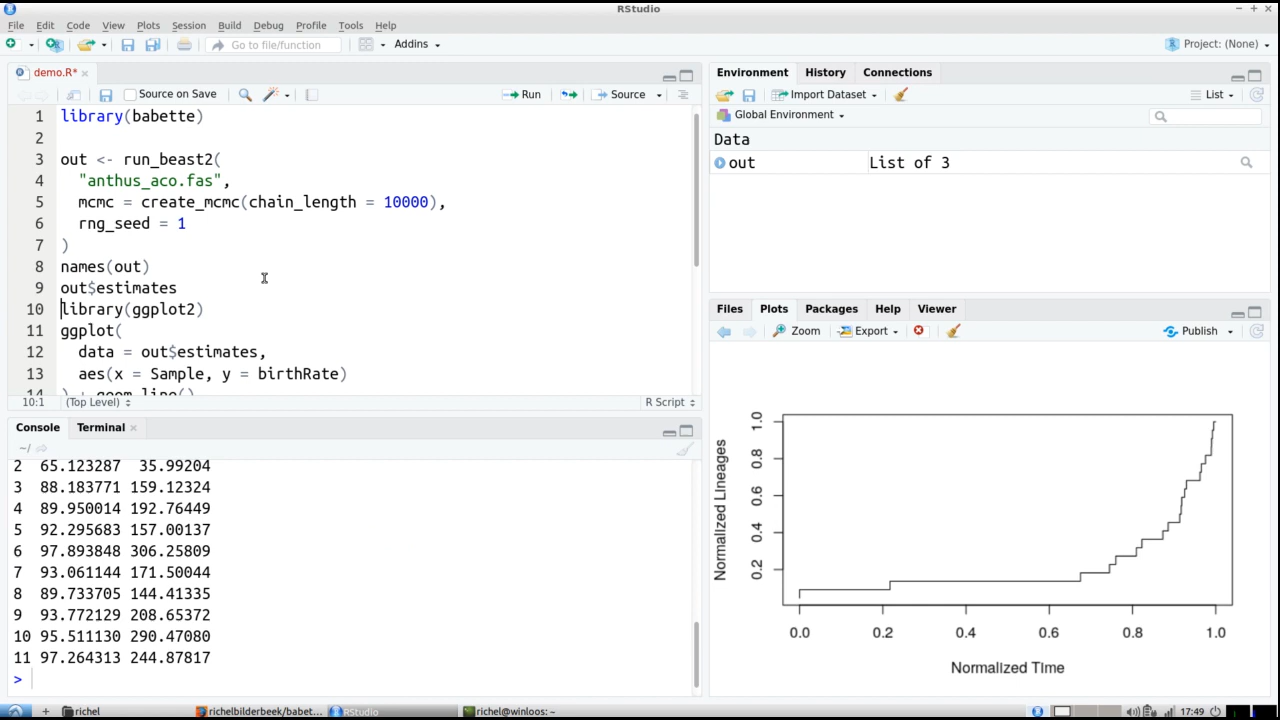 RStudio
File Edit Code View Plots Session Build Debug Profile Tools Help
Go to file/function Addins Project: (None)
demo.R*
Source on Save Run Source
1 library(babette)
2
3 out <- run_beast2(
4 "anthus_aco.fas",
5 mcmc = create_mcmc(chain_length = 10000),
6 rng_seed = 1
7 )
8 names(out)
9 out$estimates
10 library(ggplot2)
11 ggplot(
12 data = out$estimates,
13 aes(x = Sample, y = birthRate)
14 ) + geom_line()
10:1 (Top Level) R Script
Console Terminal
~/
2 65.123287 35.99204
3 88.183771 159.12324
4 89.950014 192.76449
5 92.295683 157.00137
6 97.893848 306.25809
7 93.061144 171.50044
8 89.733705 144.41335
9 93.772129 208.65372
10 95.511130 290.47080
11 97.264313 244.87817
>
Environment History Connections
Import Dataset List
Global Environment
Data
out List of 3
Files Plots Packages Help Viewer
Zoom Export Publish
Normalized Lineages
1.0
0.8
0.6
0.4
0.2
0.0 0.2 0.4 0.6 0.8 1.0
Normalized Time
richel richelbilderbeek/babet... RStudio richel@winloos: ~ 17:49